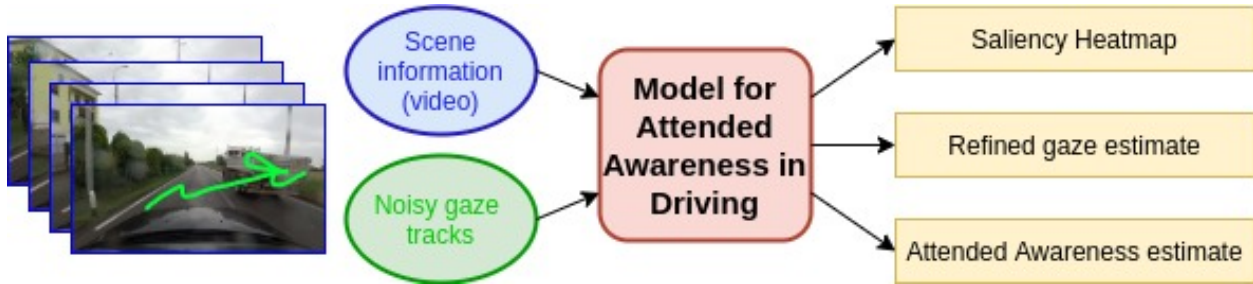 Scene
information
(video)
Noisy gaze
tracks
Model for
Attended
Awareness in
Driving
Saliency Heatmap
Refined gaze estimate
Attended Awareness estimate